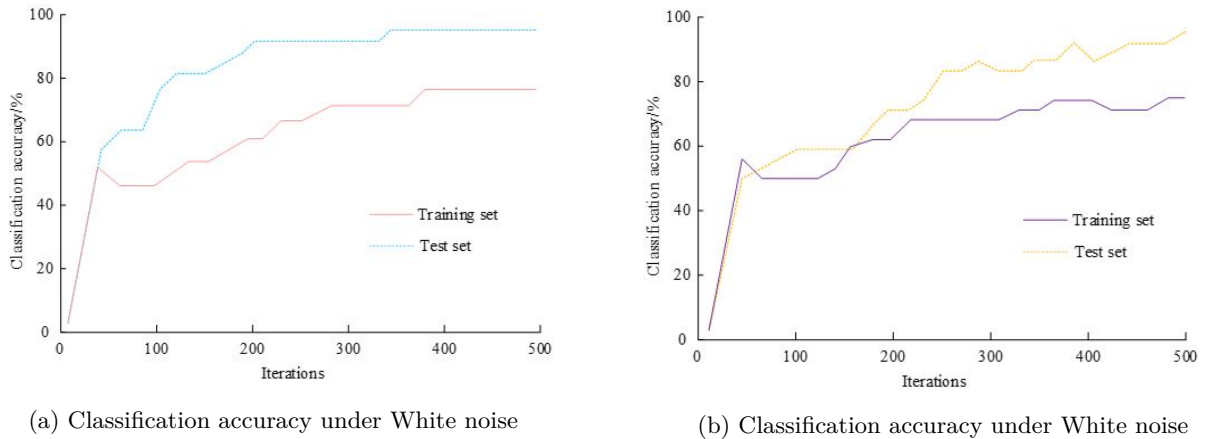 100
80
60
40
20
0
Classification accuracy/%
Training set
Test set
0 100 200 300 400 500
Iterations
(a) Classification accuracy under White noise
100
80
60
40
20
0
Classification accuracy/%
Training set
Test set
0 100 200 300 400 500
Iterations
(b) Classification accuracy under White noise